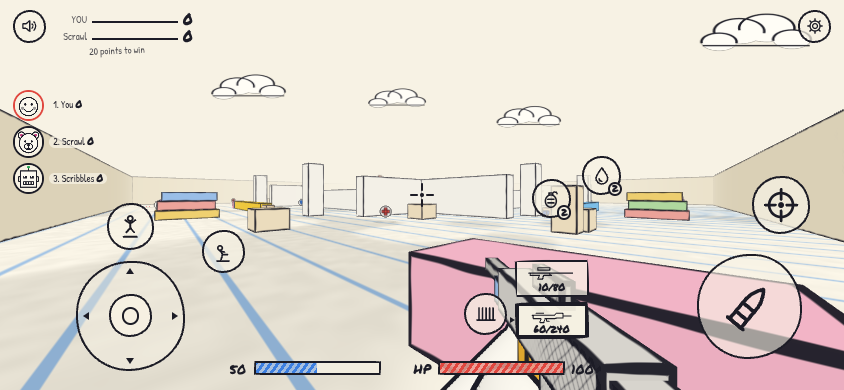 YOU 0
Scrawl 0
20 points to win
1. You 0
2. Scrawl 0
3. Scribbles 0
2
2
10/80
60/240
50
HP 100